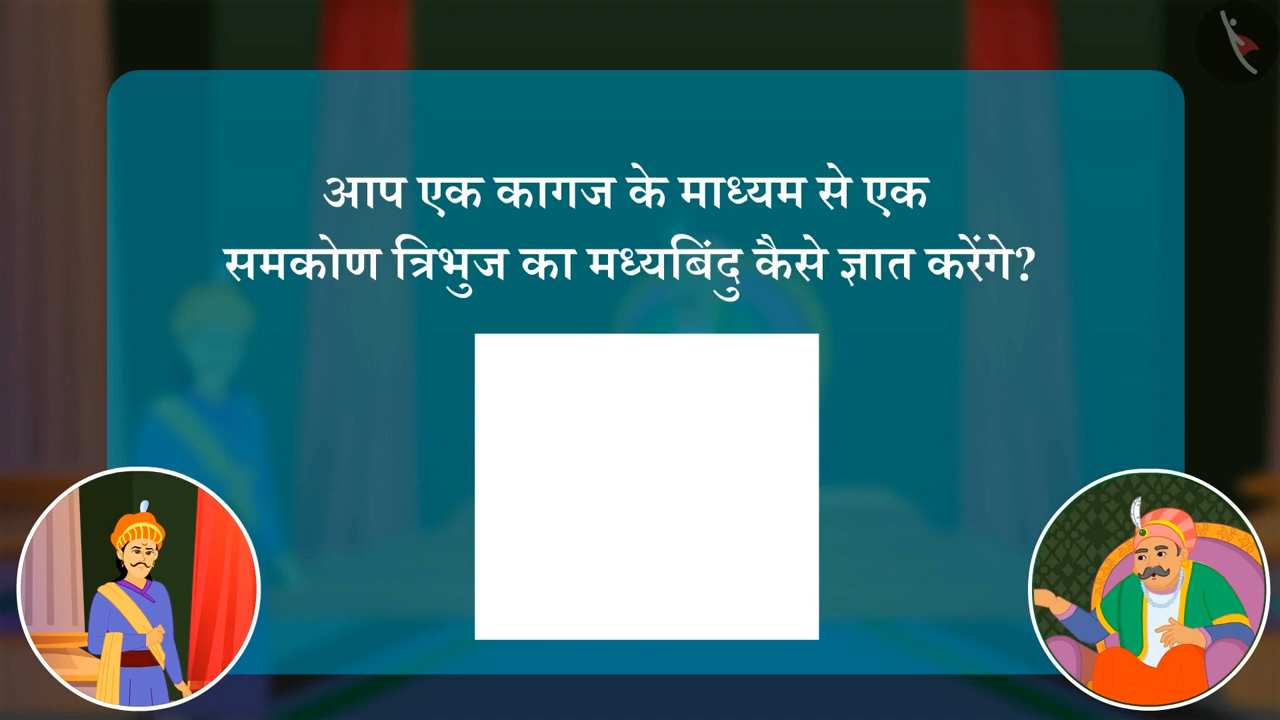 आप एक कागज के माध्यम से एक
समकोण त्रिभुज का मध्यबिंदु कैसे ज्ञात करेंगे?